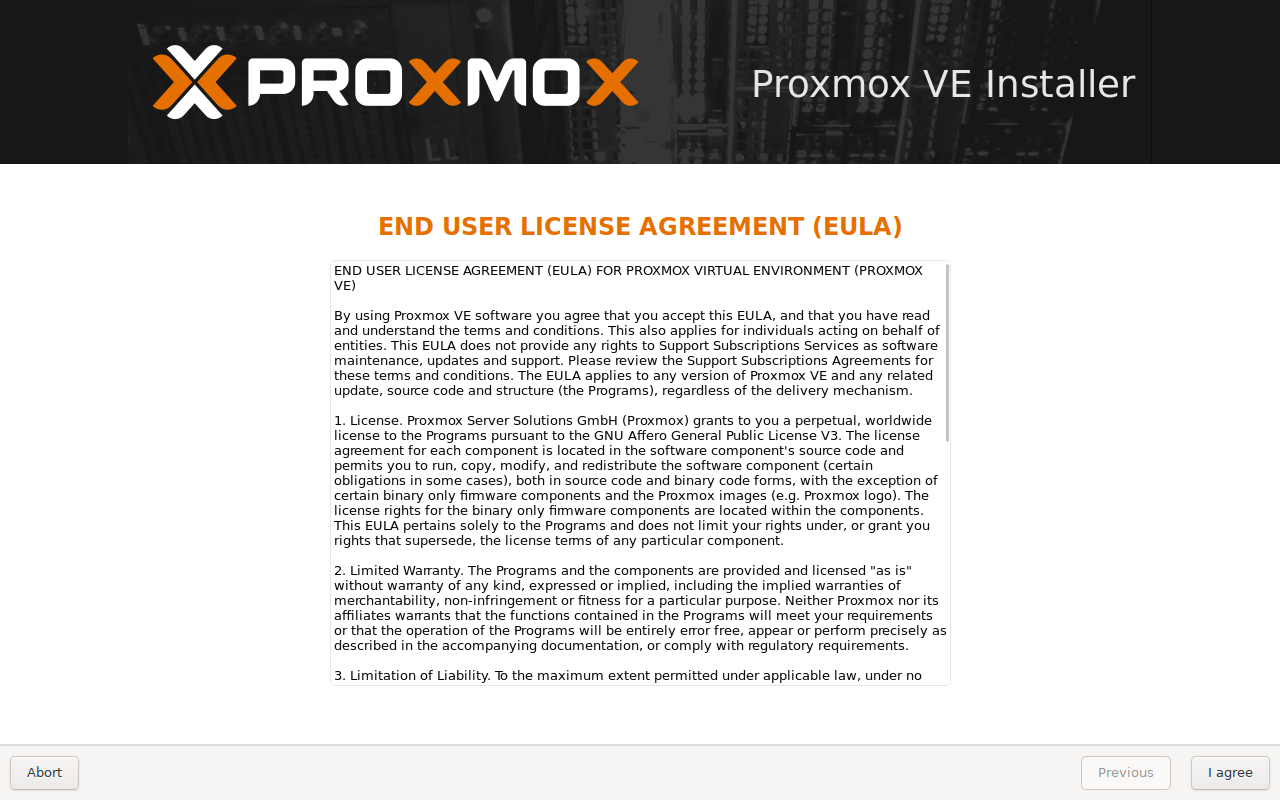 PROXMOX
Proxmox VE Installer
END USER LICENSE AGREEMENT (EULA)
END USER LICENSE AGREEMENT (EULA) FOR PROXMOX VIRTUAL ENVIRONMENT (PROXMOX
VE)
By using Proxmox VE software you agree that you accept this EULA, and that you have read
and understand the terms and conditions. This also applies for individuals acting on behalf of
entities. This EULA does not provide any rights to Support Subscriptions Services as software
maintenance, updates and support. Please review the Support Subscriptions Agreements for
these terms and conditions. The EULA applies to any version of Proxmox VE and any related
update, source code and structure (the Programs), regardless of the delivery mechanism.
1. License. Proxmox Server Solutions GmbH (Proxmox) grants to you a perpetual, worldwide
license to the Programs pursuant to the GNU Affero General Public License V3. The license
agreement for each component is located in the software component's source code and
permits you to run, copy, modify, and redistribute the software component (certain
obligations in some cases), both in source code and binary code forms, with the exception of
certain binary only firmware components and the Proxmox images (e.g. Proxmox logo). The
license rights for the binary only firmware components are located within the components.
This EULA pertains solely to the Programs and does not limit your rights under, or grant you
rights that supersede, the license terms of any particular component.
2. Limited Warranty. The Programs and the components are provided and licensed "as is"
without warranty of any kind, expressed or implied, including the implied warranties of
merchantability, non-infringement or fitness for a particular purpose. Neither Proxmox nor its
affiliates warrants that the functions contained in the Programs will meet your requirements
or that the operation of the Programs will be entirely error free, appear or perform precisely as
described in the accompanying documentation, or comply with regulatory requirements.
3. Limitation of Liability. To the maximum extent permitted under applicable law, under no
Abort
Previous
I agree